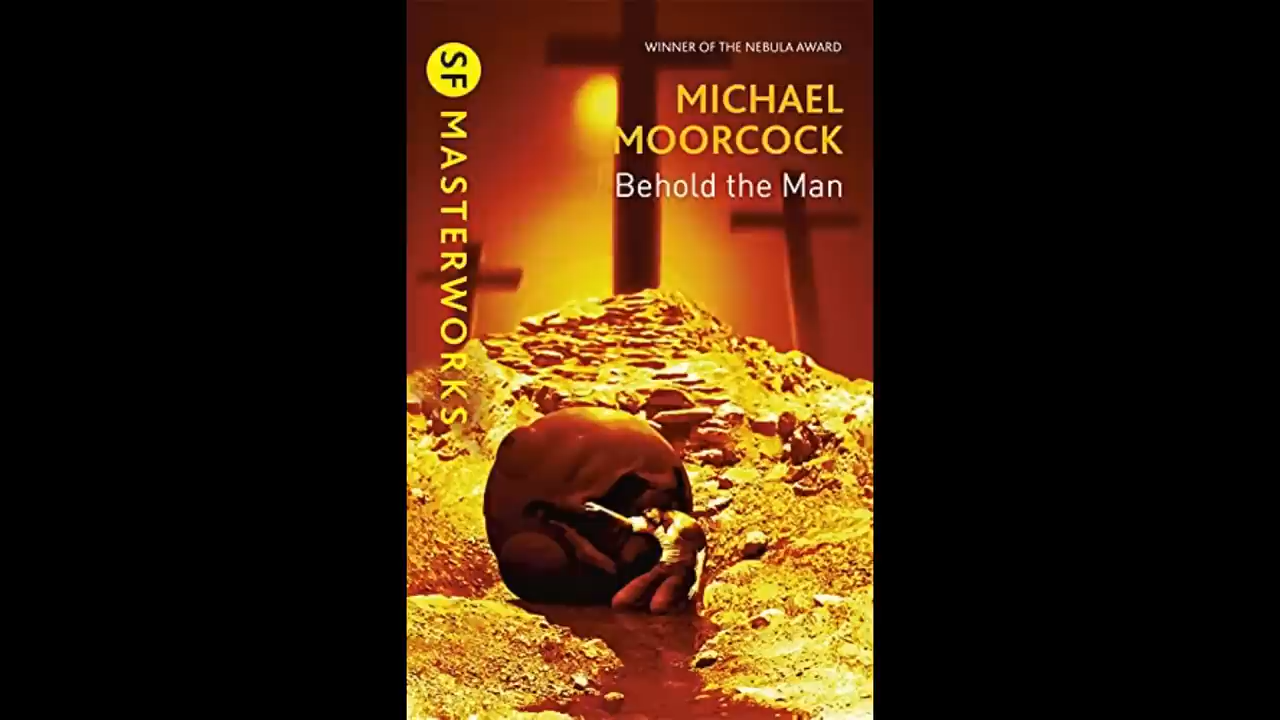 SF MASTERWORKS
WINNER OF THE NEBULA AWARD
MICHAEL
MOORCOCK
Behold the Man